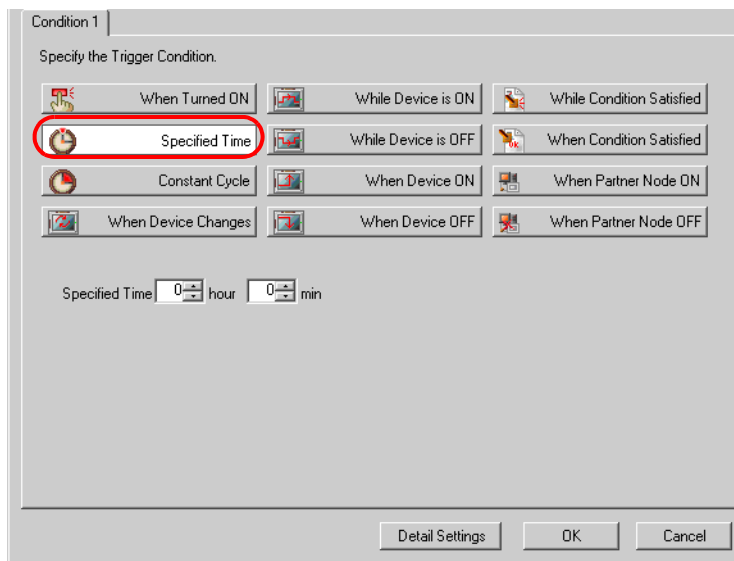 Condition 1
Specify the Trigger Condition.
When Turned ON
While Device is ON
While Condition Satisfied
Specified Time
While Device is OFF
When Condition Satisfied
Constant Cycle
When Device ON
When Partner Node ON
When Device Changes
When Device OFF
When Partner Node OFF
Specified Time 0 hour 0 min
Detail Settings
OK
Cancel